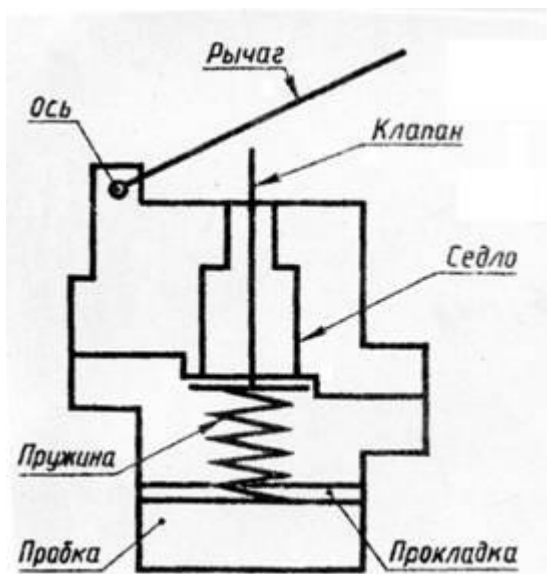 Рычаг
Ось
Клапан
Седло
Пружина
Пробка
Прокладка